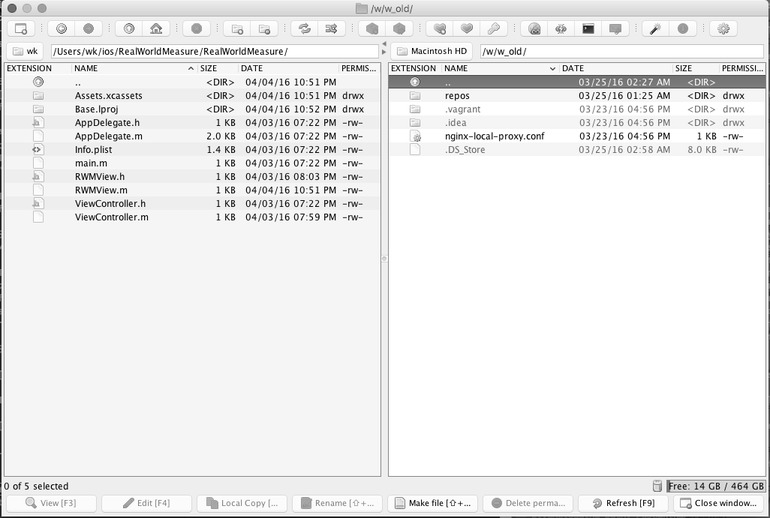 /w/w_old/
wk /Users/wk/ios/RealWorldMeasure/RealWorldMeasure/ Macintosh HD /w/w_old/
EXTENSION NAME SIZE DATE PERMIS... EXTENSION NAME DATE SIZE PERMISSI...
.. <DIR> 04/04/16 10:51 PM .. 03/25/16 02:27 AM <DIR>
Assets.xcassets <DIR> 04/04/16 10:51 PM drwx repos 03/25/16 01:25 AM <DIR> drwx
Base.lproj <DIR> 04/03/16 10:52 PM drwx .vagrant 03/23/16 04:56 PM <DIR> drwx
AppDelegate.h 1 KB 04/03/16 07:22 PM -rw- .idea 03/23/16 04:56 PM <DIR> drwx
AppDelegate.m 2.0 KB 04/03/16 07:22 PM -rw- nginx-local-proxy.conf 03/23/16 04:56 PM 1 KB -rw-
Info.plist 1.4 KB 04/03/16 07:22 PM -rw- .DS_Store 03/25/16 02:58 AM 8.0 KB -rw-
main.m 1 KB 04/03/16 07:22 PM -rw-
RWMView.h 1 KB 04/03/16 08:03 PM -rw-
RWMView.m 1 KB 04/04/16 10:51 PM -rw-
ViewController.h 1 KB 04/03/16 07:22 PM -rw-
ViewController.m 1 KB 04/03/16 07:59 PM -rw-
0 of 5 selected Free: 14 GB / 464 GB
View [F3] Edit [F4] Local Copy [... Rename [⇧+... Make file [⇧+... Delete perma... Refresh [F9] Close window...